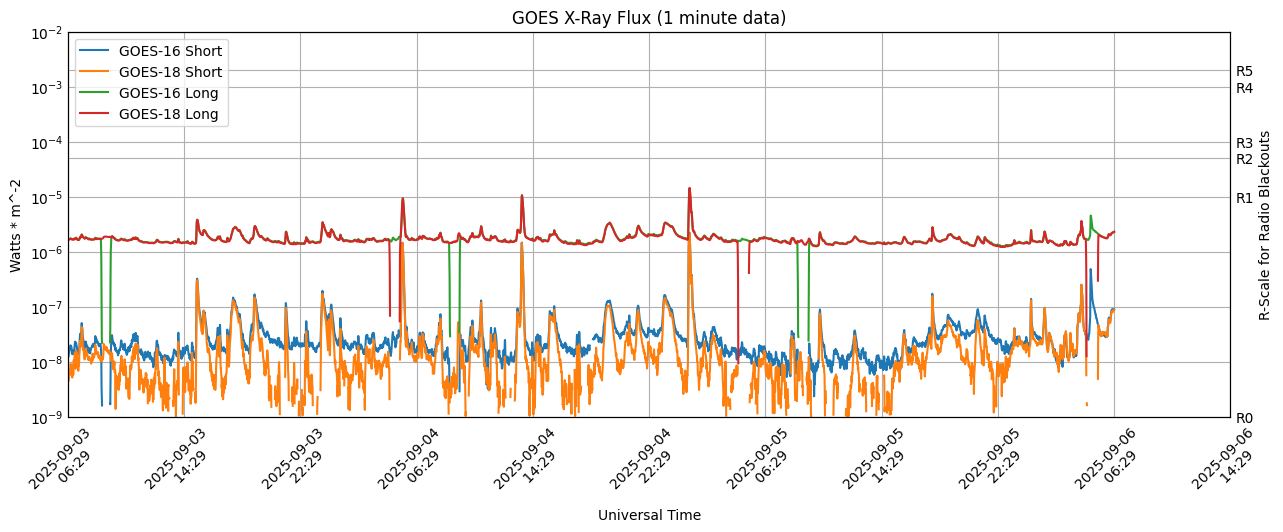 GOES X-Ray Flux (1 minute data)
GOES-16 Short
GOES-18 Short
GOES-16 Long
GOES-18 Long
Watts * m^-2
10^-2
10^-3
10^-4
10^-5
10^-6
10^-7
10^-8
10^-9
R5
R4
R3
R2
R1
R0
R-Scale for Radio Blackouts
2025-09-03
06:29
2025-09-03
14:29
2025-09-03
22:29
2025-09-04
06:29
2025-09-04
14:29
2025-09-04
22:29
2025-09-05
06:29
2025-09-05
14:29
2025-09-05
22:29
2025-09-06
06:29
2025-09-06
14:29
Universal Time